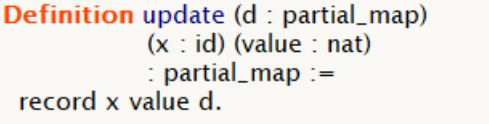 Definition update (d : partial_map)
(x : id) (value : nat)
: partial_map :=
record x value d.